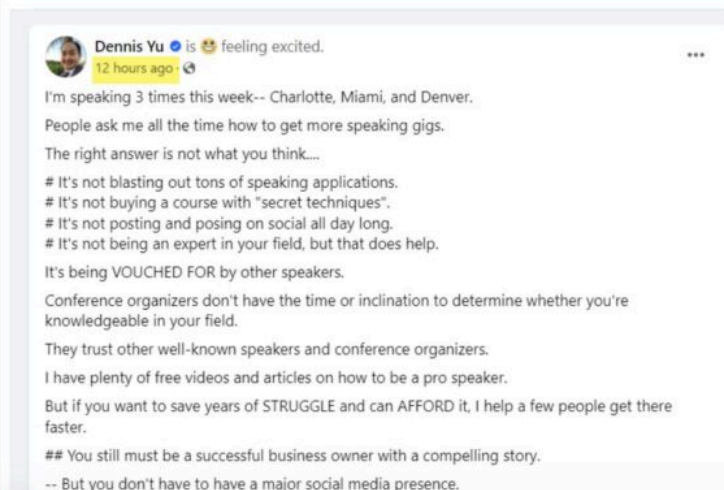 Dennis Yu is 😃 feeling excited.
12 hours ago ·
I'm speaking 3 times this week-- Charlotte, Miami, and Denver.
People ask me all the time how to get more speaking gigs.
The right answer is not what you think....
# It's not blasting out tons of speaking applications.
# It's not buying a course with "secret techniques".
# It's not posting and posing on social all day long.
# It's not being an expert in your field, but that does help.
It's being VOUCHED FOR by other speakers.
Conference organizers don't have the time or inclination to determine whether you're
knowledgeable in your field.
They trust other well-known speakers and conference organizers.
I have plenty of free videos and articles on how to be a pro speaker.
But if you want to save years of STRUGGLE and can AFFORD it, I help a few people get there
faster.
## You still must be a successful business owner with a compelling story.
-- But you don't have to have a major social media presence.